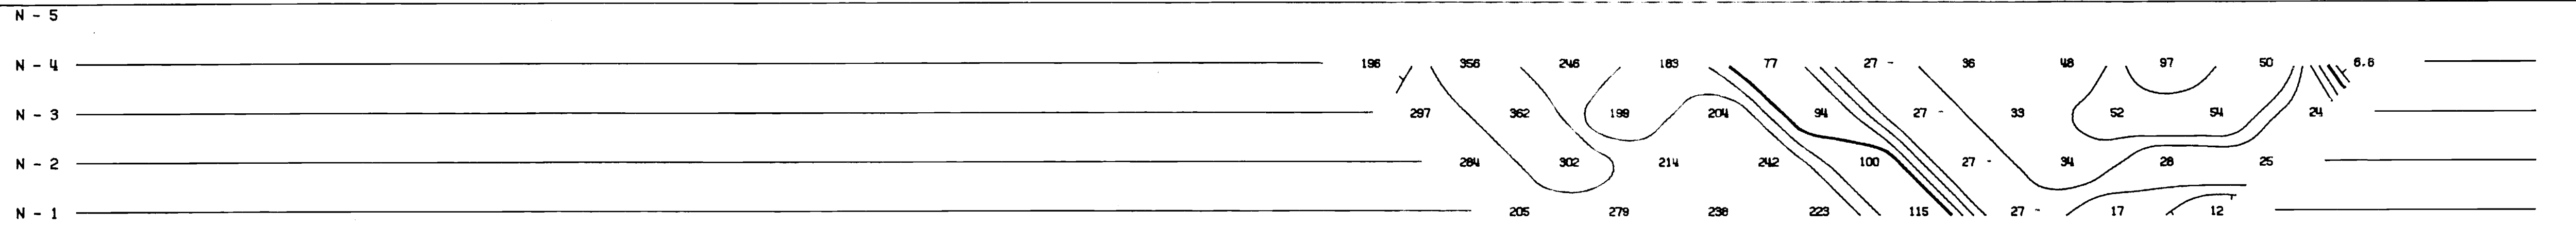 N - 5
N - 4 196 356 246 183 77 27 - 36 48 97 50 6.6
N - 3 297 362 199 204 94 27 - 33 52 54 24
N - 2 284 302 214 242 100 27 - 34 28 25
N - 1 205 279 238 223 115 27 - 17 12